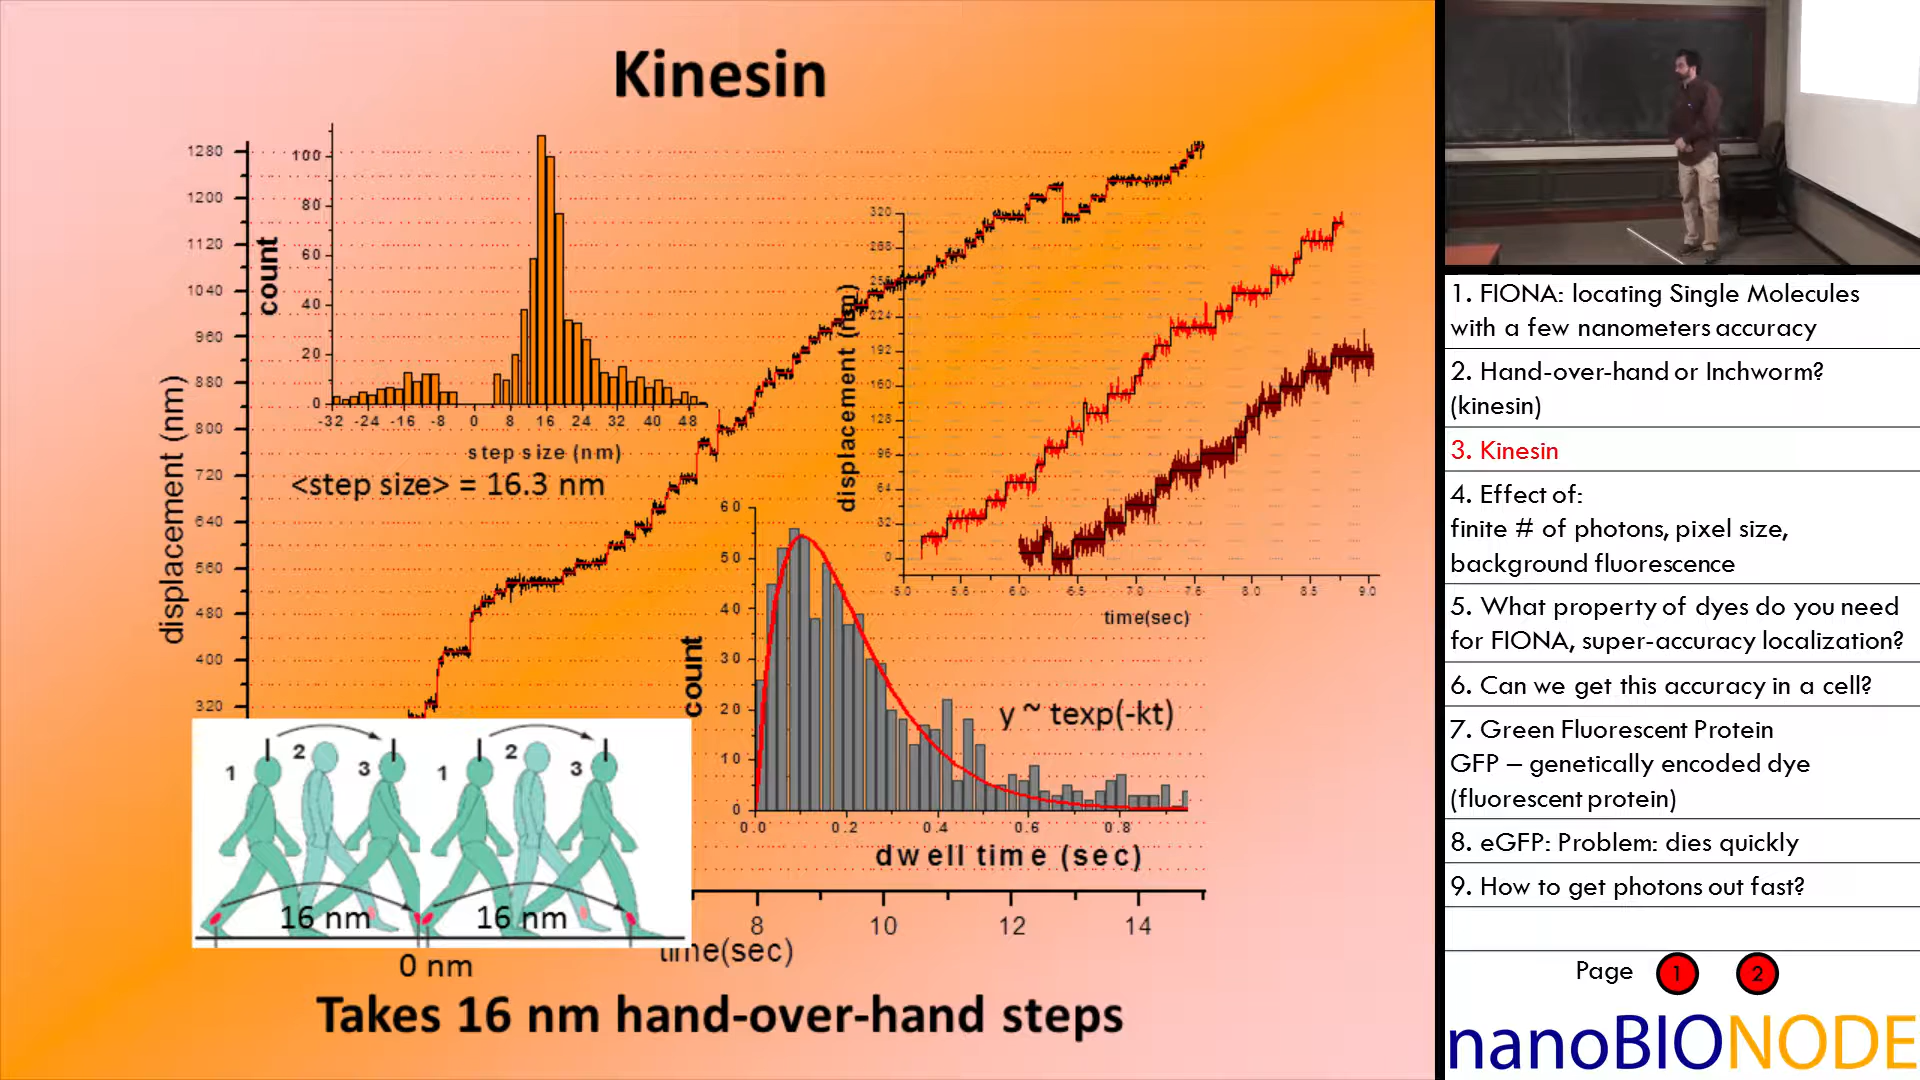 Kinesin
1280
1200
1120
1040
960
880
800
720
640
560
480
400
320
displacement (nm)
100
80
60
40
20
0
count
-32 -24 -16 -8 0 8 16 24 32 40 48
step size (nm)
<step size> = 16.3 nm
320
288
256
224
192
160
128
96
64
32
0
displacement (nm)
5.0 5.6 6.0 6.5 7.0 7.6 8.0 8.5 9.0
time(sec)
60
50
40
30
20
10
0
count
y ~ texp(-kt)
0.0 0.2 0.4 0.6 0.8
dwell time (sec)
8 10 12 14
time(sec)
1 2 3 1 2 3
16 nm 16 nm
0 nm
Takes 16 nm hand-over-hand steps
1. FIONA: locating Single Molecules
with a few nanometers accuracy
2. Hand-over-hand or Inchworm?
(kinesin)
3. Kinesin
4. Effect of:
finite # of photons, pixel size,
background fluorescence
5. What property of dyes do you need
for FIONA, super-accuracy localization?
6. Can we get this accuracy in a cell?
7. Green Fluorescent Protein
GFP – genetically encoded dye
(fluorescent protein)
8. eGFP: Problem: dies quickly
9. How to get photons out fast?
Page 1 2
nanoBIONODE